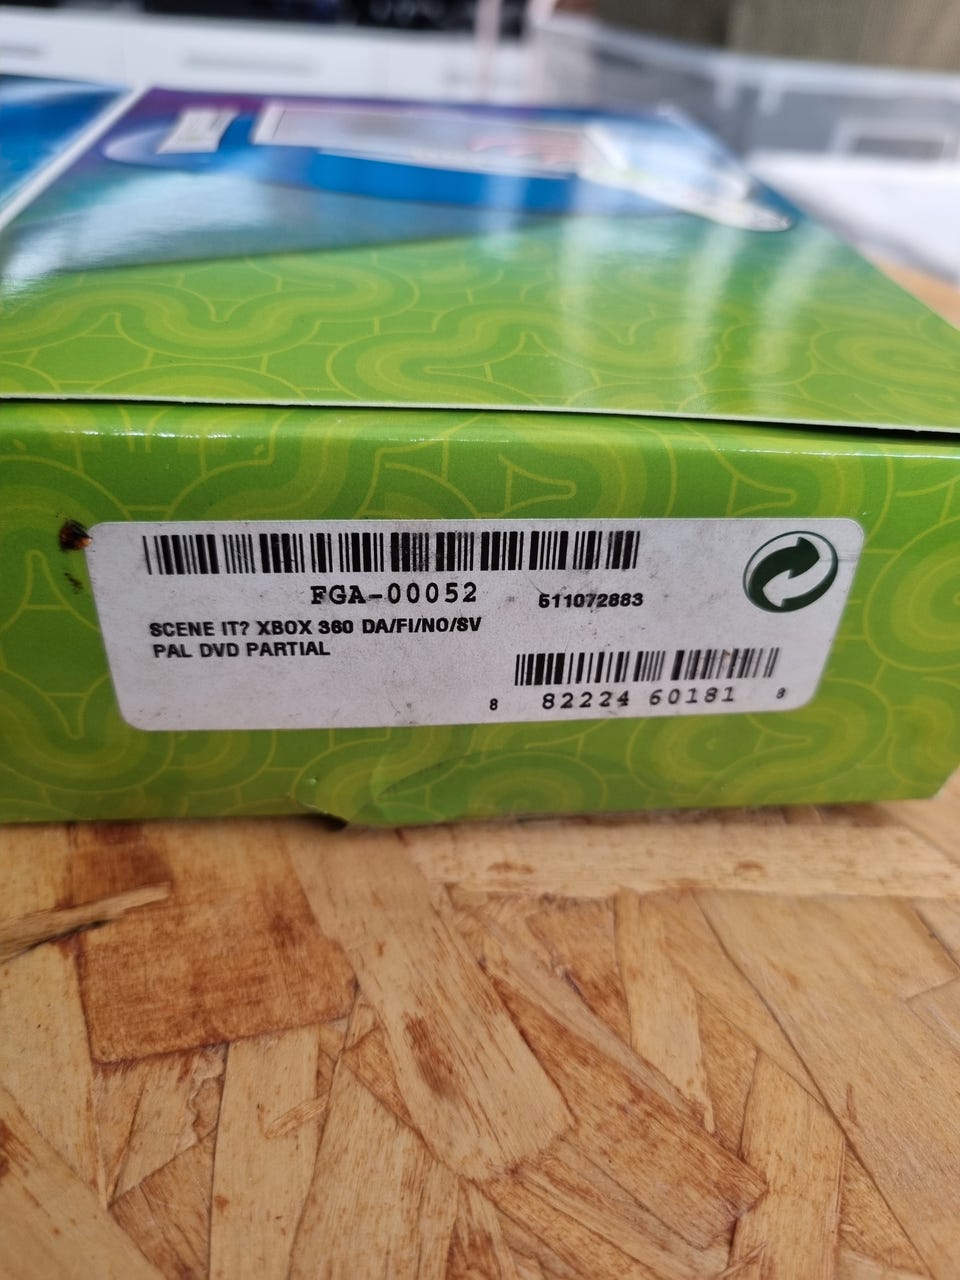 FGA-00052
511072883
SCENE IT? XBOX 360 DA/FI/NO/SV
PAL DVD PARTIAL
8 82224 60181 8